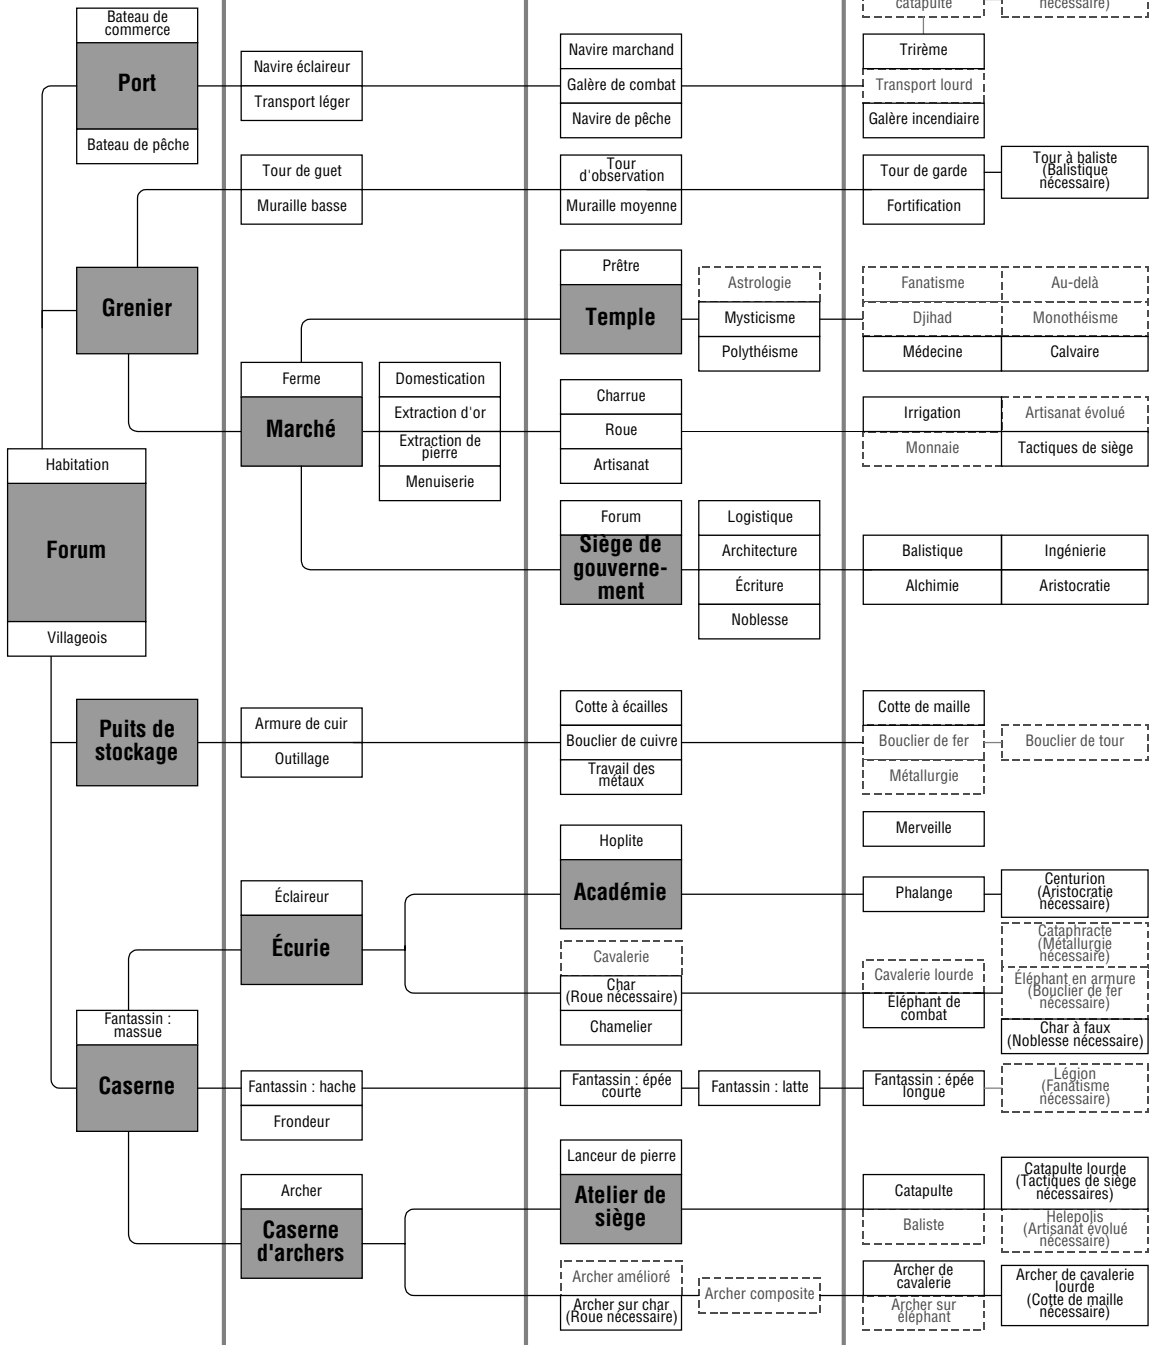 catapulte
nécessaire)
Bateau de
commerce
Port
Bateau de pêche
Navire éclaireur
Transport léger
Navire marchand
Galère de combat
Navire de pêche
Trirème
Transport lourd
Galère incendiaire
Tour de guet
Muraille basse
Tour
d'observation
Muraille moyenne
Tour de garde
Fortification
Tour à baliste
(Balistique
nécessaire)
Grenier
Prêtre
Temple
Astrologie
Mysticisme
Polythéisme
Fanatisme
Au-delà
Djihad
Monothéisme
Médecine
Calvaire
Ferme
Marché
Domestication
Extraction d'or
Extraction de
pierre
Menuiserie
Charrue
Roue
Artisanat
Irrigation
Artisanat évolué
Monnaie
Tactiques de siège
Habitation
Forum
Villageois
Forum
Siège de
gouverne-
ment
Logistique
Architecture
Écriture
Noblesse
Balistique
Ingénierie
Alchimie
Aristocratie
Puits de
stockage
Armure de cuir
Outillage
Cotte à écailles
Bouclier de cuivre
Travail des
métaux
Cotte de maille
Bouclier de fer
Métallurgie
Bouclier de tour
Merveille
Éclaireur
Écurie
Hoplite
Académie
Phalange
Centurion
(Aristocratie
nécessaire)
Cavalerie
Char
(Roue nécessaire)
Chamelier
Cavalerie lourde
Éléphant de
combat
Cataphracte
(Métallurgie
nécessaire)
Éléphant en armure
(Bouclier de fer
nécessaire)
Char à faux
(Noblesse nécessaire)
Fantassin :
massue
Caserne
Fantassin : hache
Frondeur
Fantassin : épée
courte
Fantassin : latte
Fantassin : épée
longue
Légion
(Fanatisme
nécessaire)
Archer
Caserne
d'archers
Lanceur de pierre
Atelier de
siège
Catapulte
Baliste
Catapulte lourde
(Tactiques de siège
nécessaires)
Helepolis
(Artisanat évolué
nécessaire)
Archer amélioré
Archer sur char
(Roue nécessaire)
Archer composite
Archer de
cavalerie
Archer sur
éléphant
Archer de cavalerie
lourde
(Cotte de maille
nécessaire)